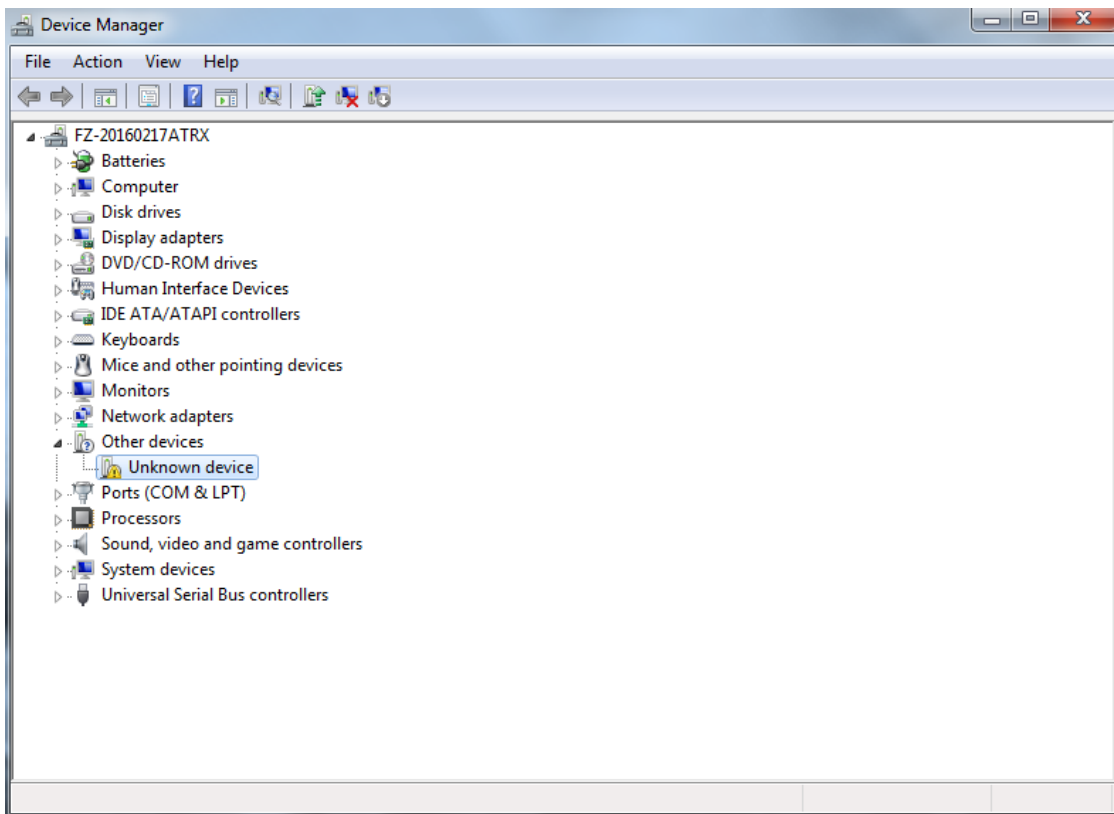 Device Manager
File Action View Help
FZ-20160217ATRX
Batteries
Computer
Disk drives
Display adapters
DVD/CD-ROM drives
Human Interface Devices
IDE ATA/ATAPI controllers
Keyboards
Mice and other pointing devices
Monitors
Network adapters
Other devices
Unknown device
Ports (COM & LPT)
Processors
Sound, video and game controllers
System devices
Universal Serial Bus controllers